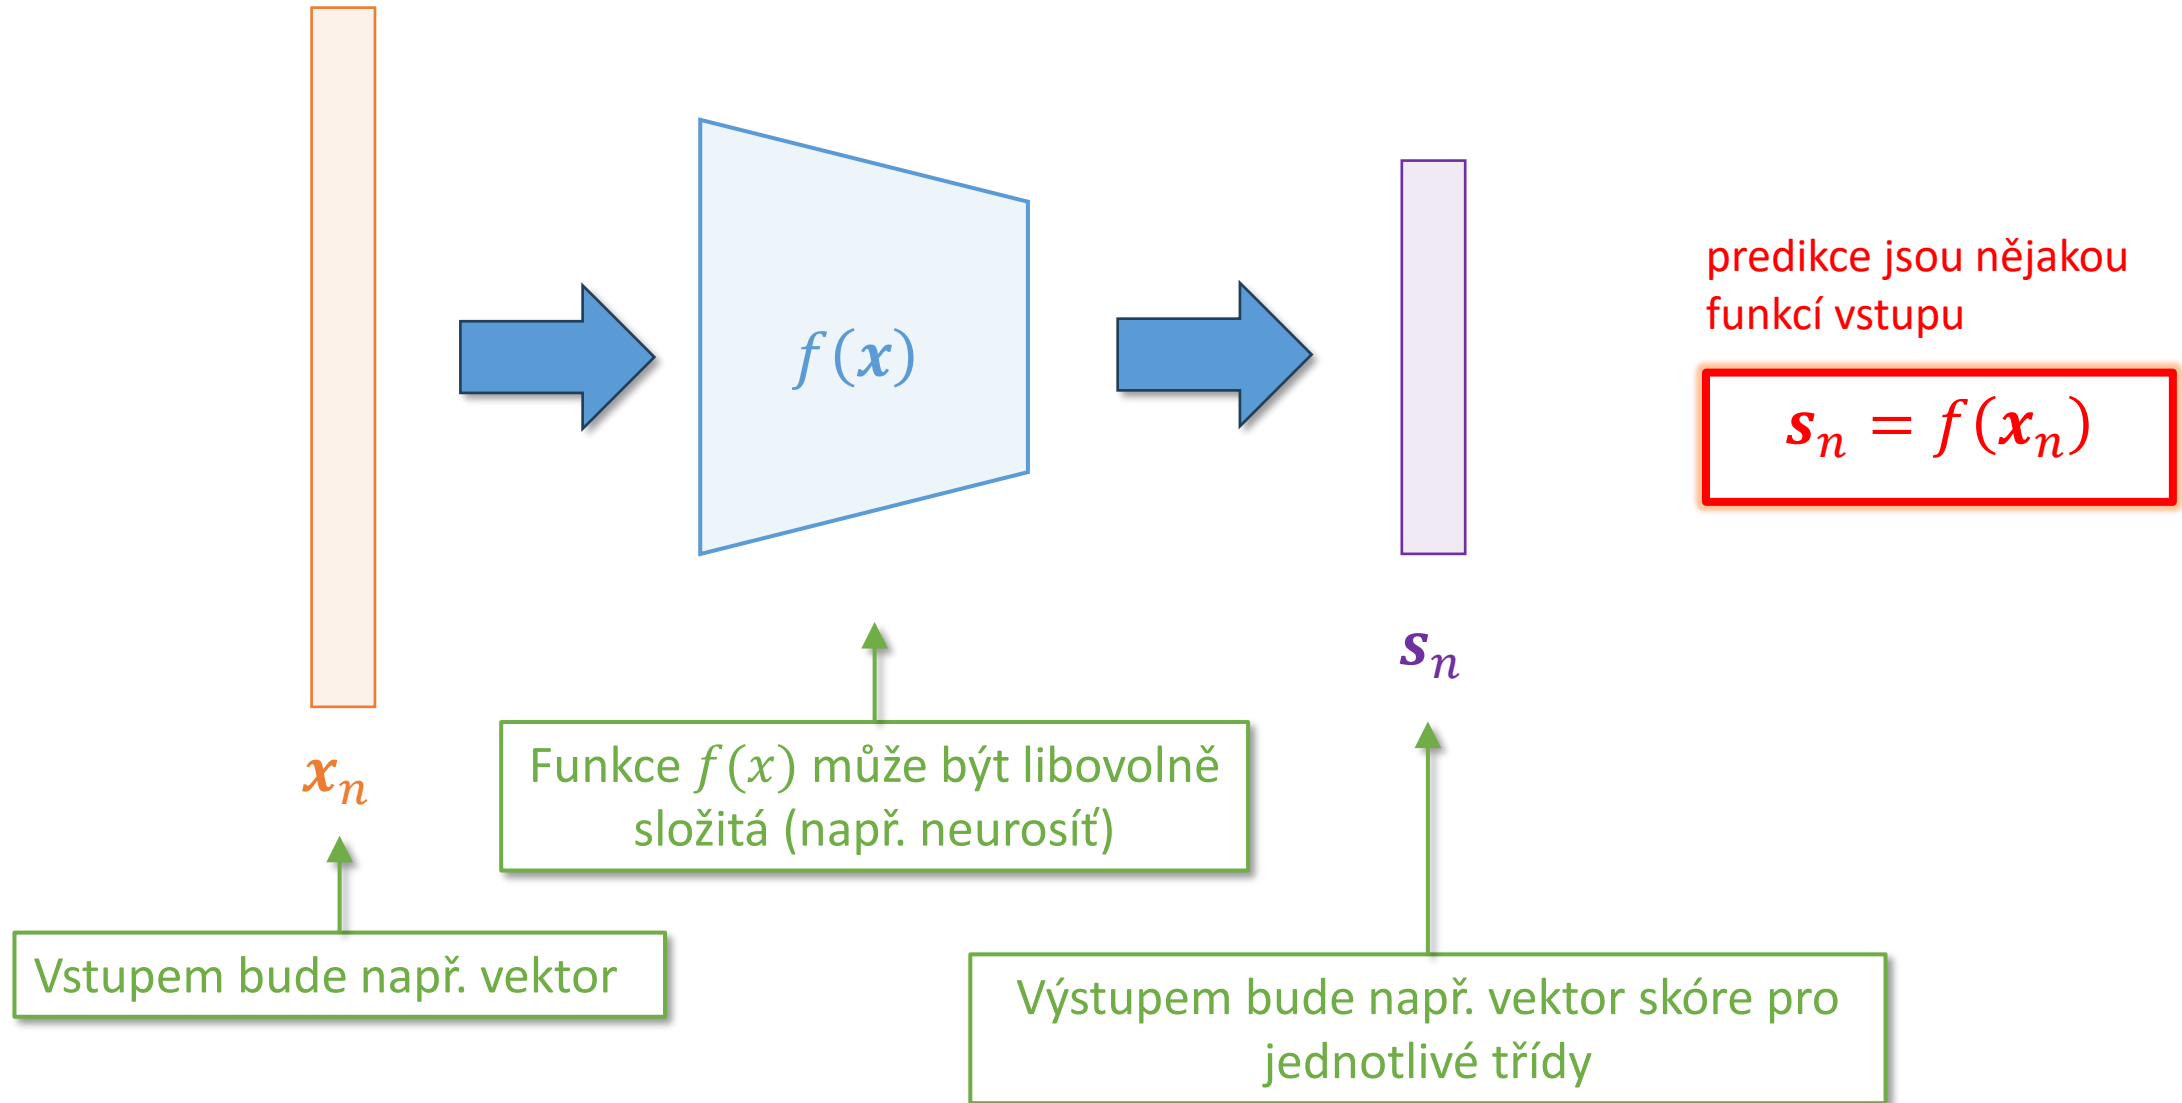 f(x)
predikce jsou nějakou
funkcí vstupu
sₙ = f(xₙ)
sₙ
xₙ
Funkce f(x) může být libovolně
složitá (např. neurosíť)
Vstupem bude např. vektor
Výstupem bude např. vektor skóre pro
jednotlivé třídy